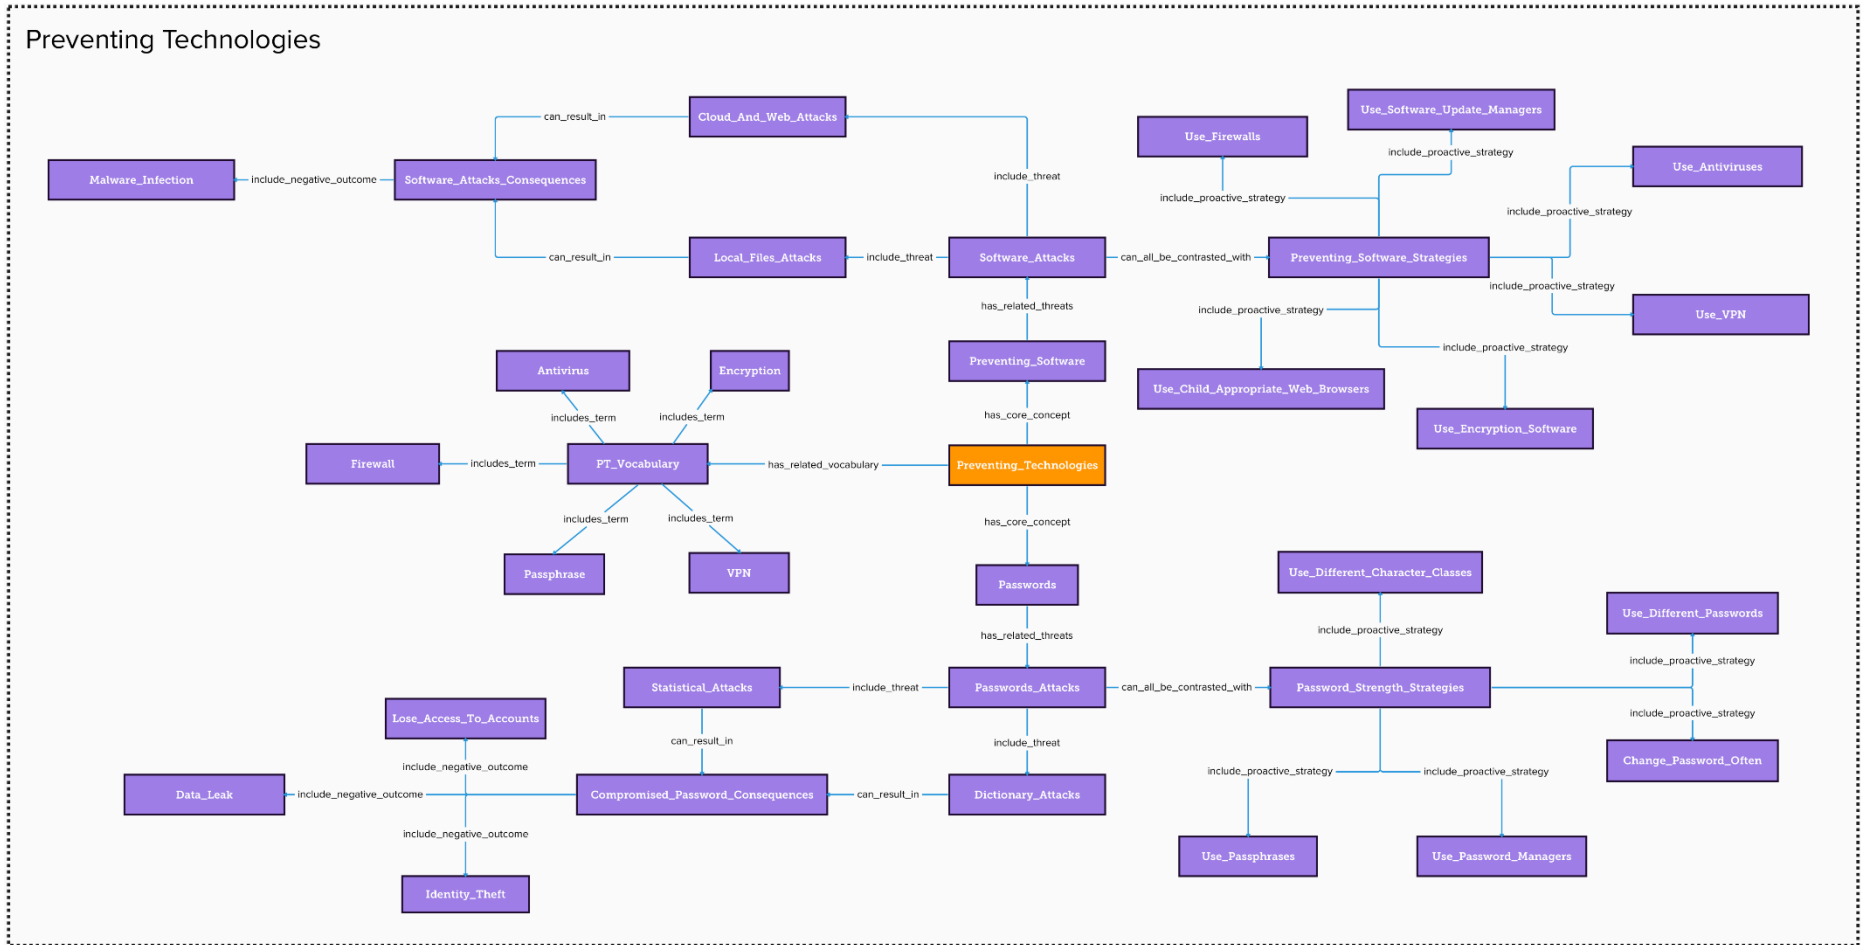 Preventing Technologies
Use_Software_Update_Managers
Cloud_And_Web_Attacks
can_result_in
Use_Firewalls
include_proactive_strategy
Use_Antiviruses
Malware_Infection
include_negative_outcome
Software_Attacks_Consequences
include_threat
include_proactive_strategy
include_proactive_strategy
can_result_in
Local_Files_Attacks
include_threat
Software_Attacks
can_all_be_contrasted_with
Preventing_Software_Strategies
include_proactive_strategy
has_related_threats
include_proactive_strategy
Use_VPN
include_proactive_strategy
Preventing_Software
Antivirus
Encryption
Use_Child_Appropriate_Web_Browsers
includes_term
includes_term
has_core_concept
Use_Encryption_Software
Firewall
includes_term
PT_Vocabulary
has_related_vocabulary
Preventing_Technologies
includes_term
includes_term
has_core_concept
Passphrase
VPN
Passwords
Use_Different_Character_Classes
Use_Different_Passwords
has_related_threats
include_proactive_strategy
include_proactive_strategy
Statistical_Attacks
include_threat
Passwords_Attacks
can_all_be_contrasted_with
Password_Strength_Strategies
Lose_Access_To_Accounts
can_result_in
include_threat
include_proactive_strategy
include_negative_outcome
include_proactive_strategy
include_proactive_strategy
Change_Password_Often
Data_Leak
include_negative_outcome
Compromised_Password_Consequences
can_result_in
Dictionary_Attacks
include_negative_outcome
Use_Passphrases
Use_Password_Managers
Identity_Theft